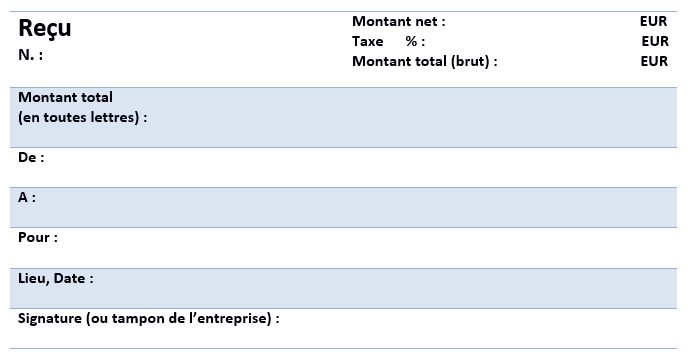 Reçu
N. :
Montant net : EUR
Taxe % : EUR
Montant total (brut) : EUR
Montant total
(en toutes lettres) :
De :
A :
Pour :
Lieu, Date :
Signature (ou tampon de l’entreprise) :